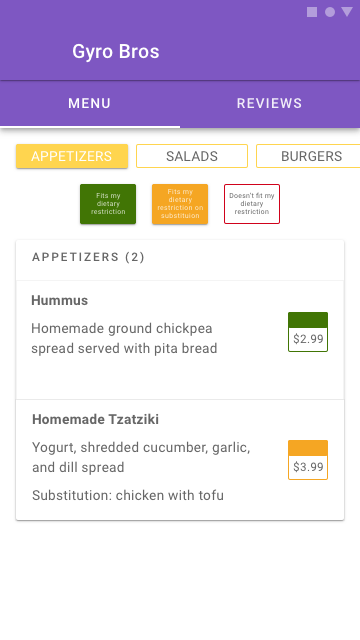 Gyro Bros
MENU
REVIEWS
APPETIZERS
SALADS
BURGERS
Fits my
dietary
restriction
Fits my
dietary
restriction on
substituion
Doesn't fit my
dietary
restriction
APPETIZERS (2)
Hummus
Homemade ground chickpea
spread served with pita bread
$2.99
Homemade Tzatziki
Yogurt, shredded cucumber, garlic,
and dill spread
$3.99
Substitution: chicken with tofu